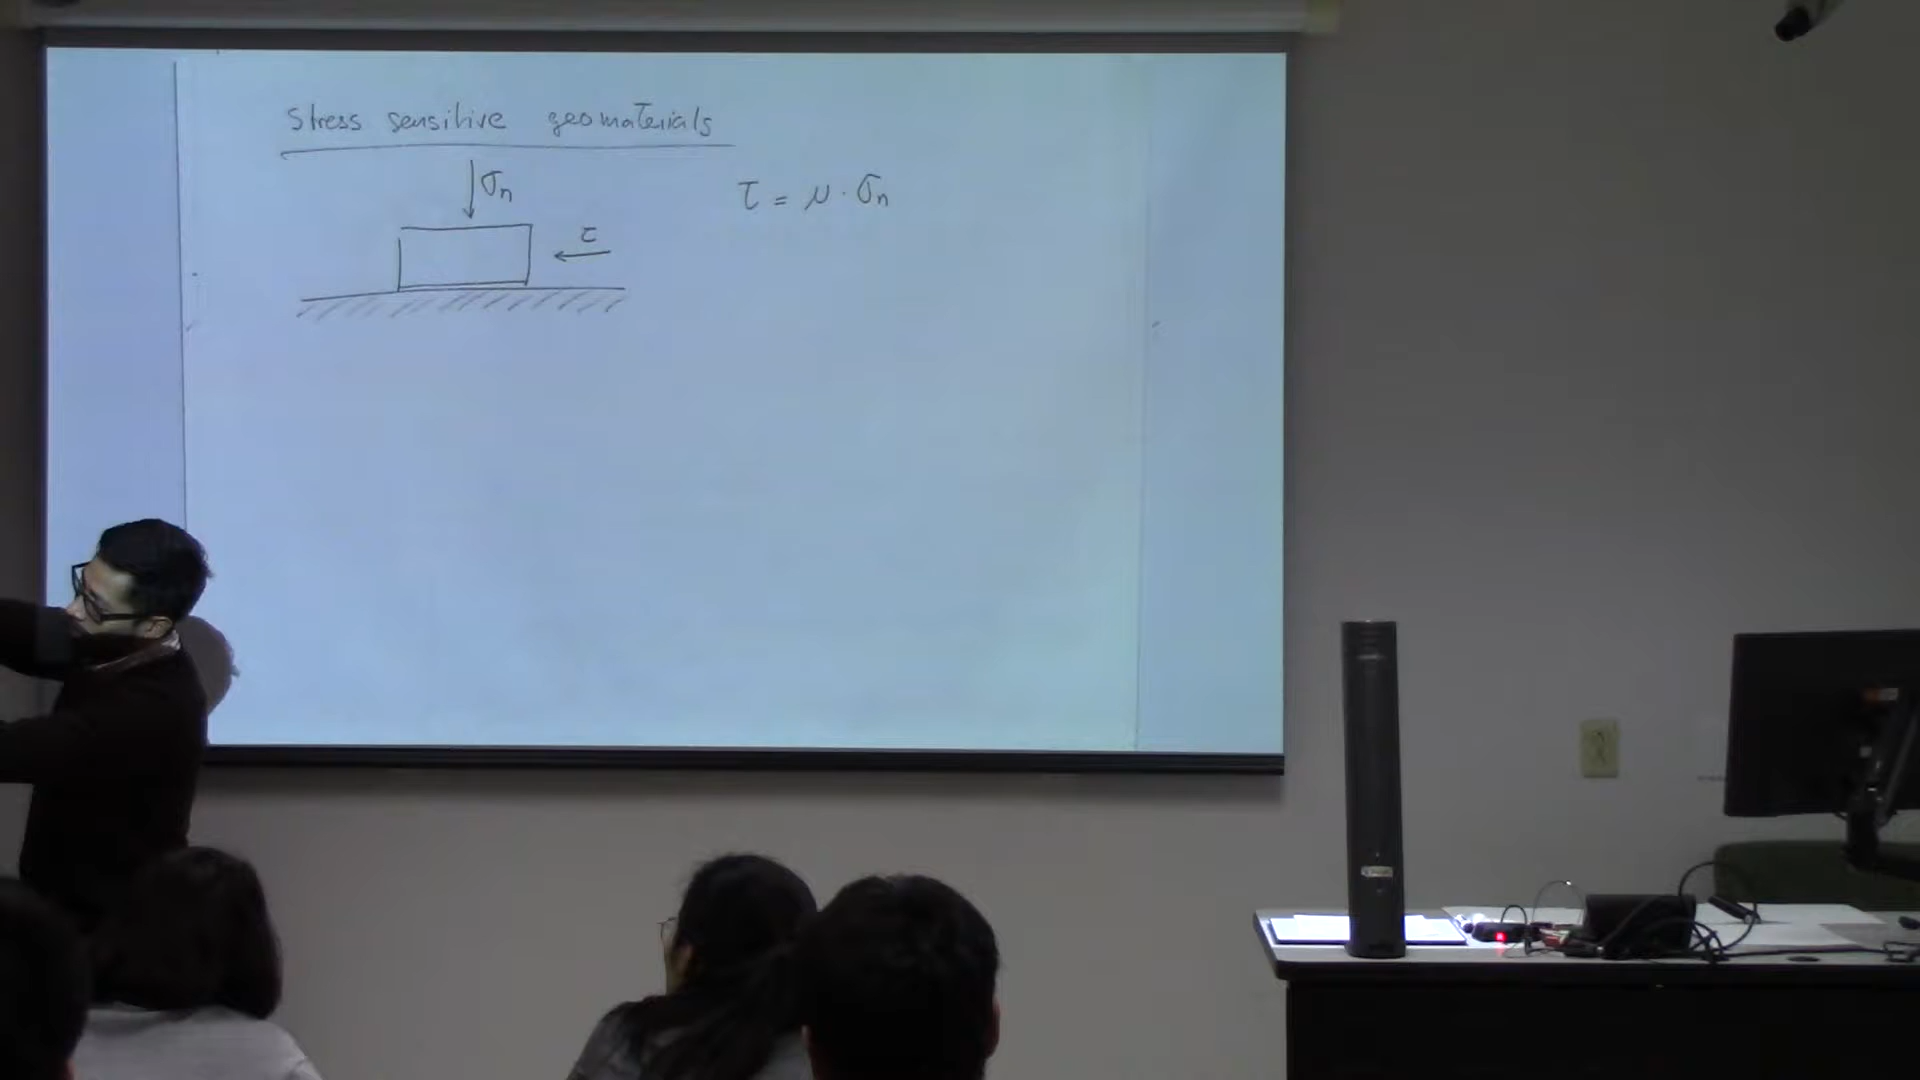 Stress sensitive geomaterials
σn
τ = μ · σn
τ